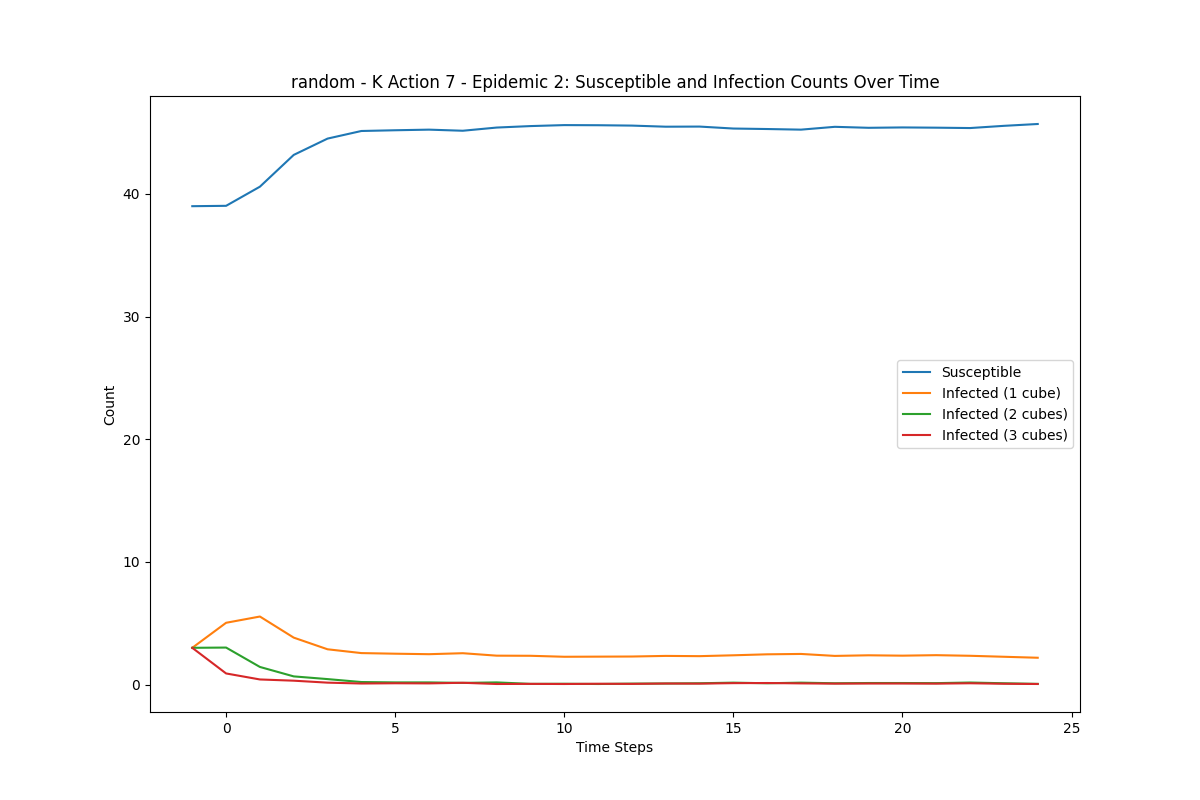 random - K Action 7 - Epidemic 2: Susceptible and Infection Counts Over Time
Count
40
30
20
10
0
Susceptible
Infected (1 cube)
Infected (2 cubes)
Infected (3 cubes)
0
5
10
15
20
25
Time Steps